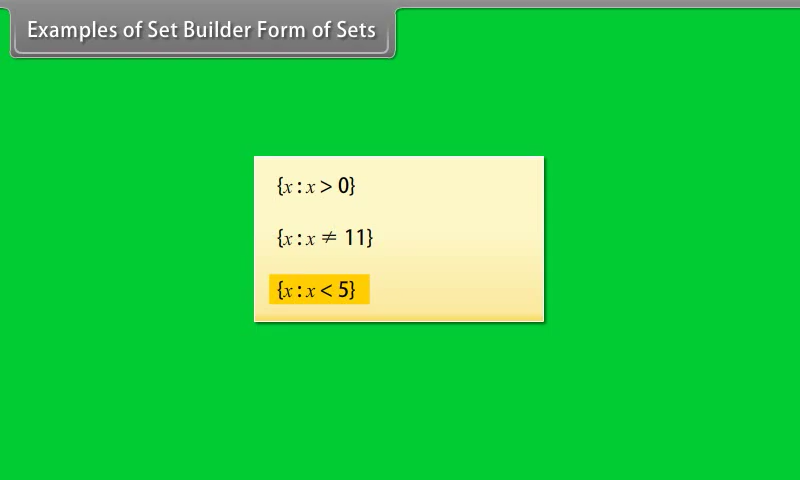 Examples of Set Builder Form of Sets
{x : x > 0}
{x : x ≠ 11}
{x : x < 5}